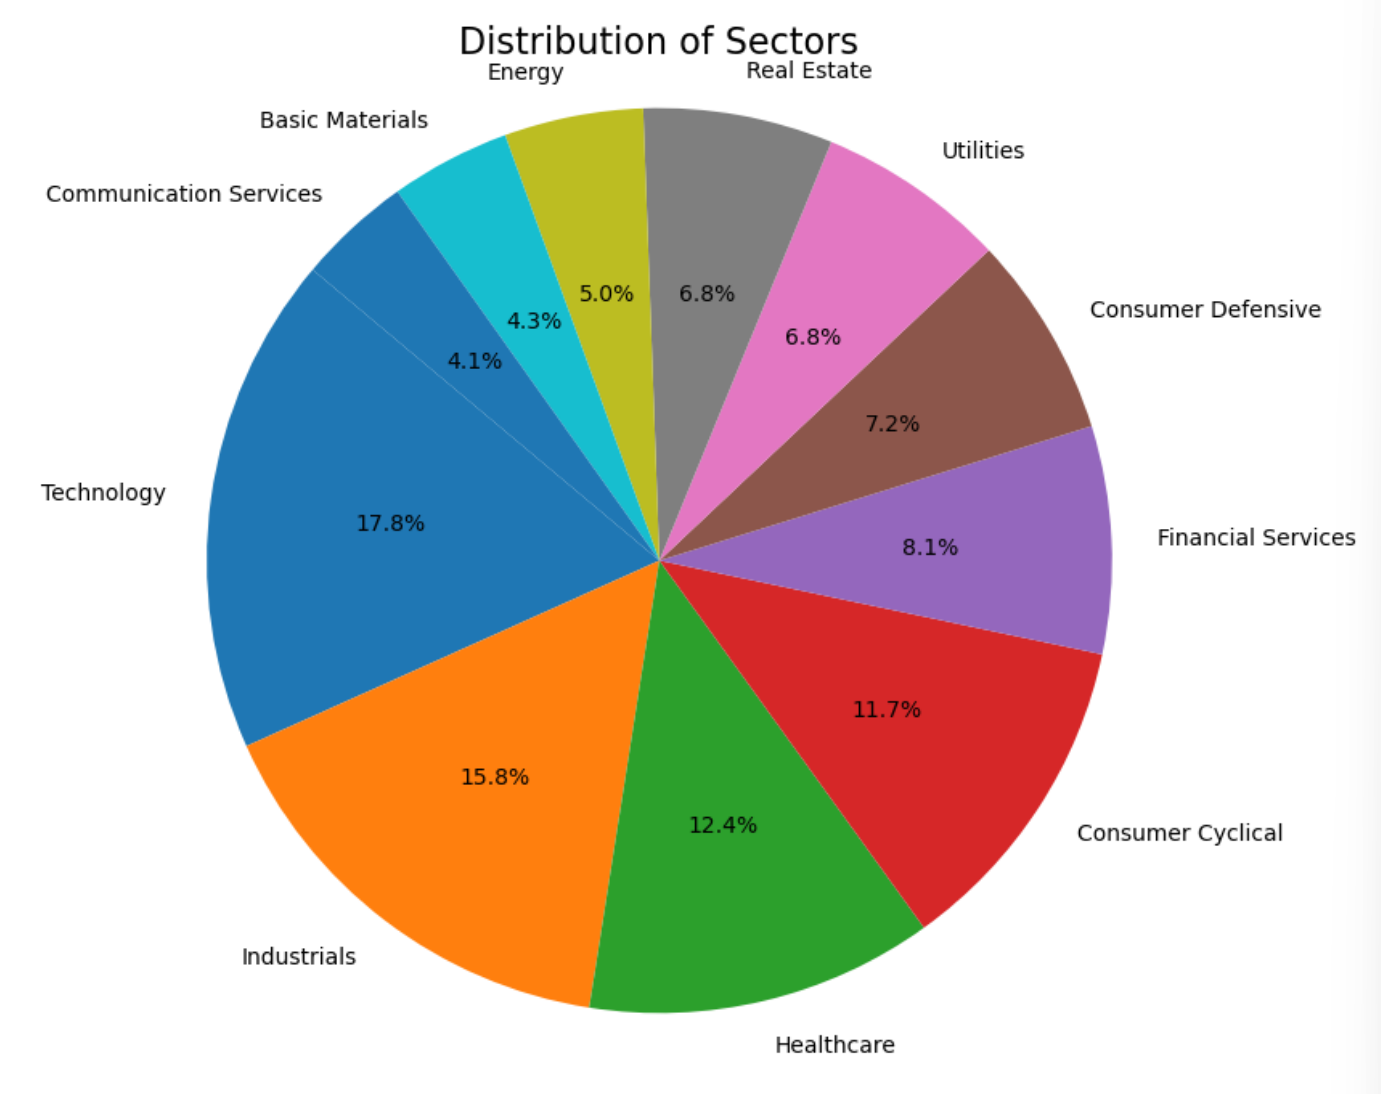 Distribution of Sectors
Energy
Real Estate
Basic Materials
Utilities
Communication Services
Consumer Defensive
Technology
Financial Services
Consumer Cyclical
Industrials
Healthcare
5.0%
6.8%
4.3%
6.8%
4.1%
7.2%
17.8%
8.1%
11.7%
15.8%
12.4%